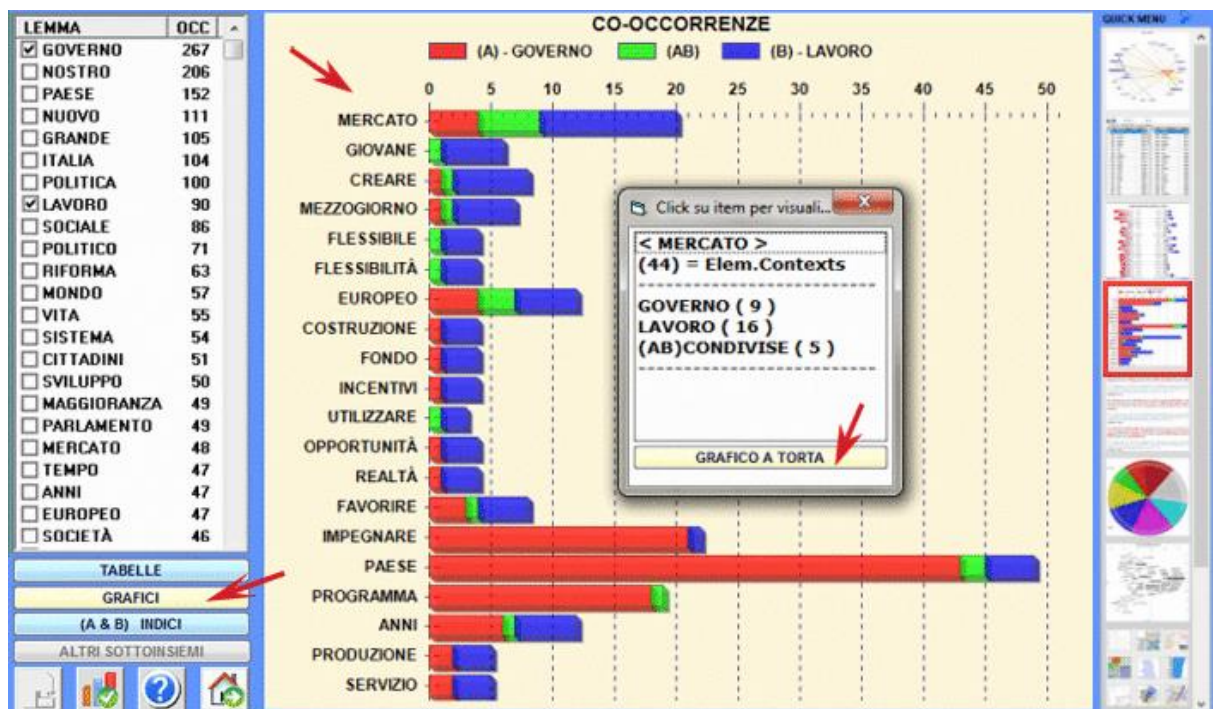 LEMMA OCC
GOVERNO 267
NOSTRO 206
PAESE 152
NUOVO 111
GRANDE 105
ITALIA 104
POLITICA 100
LAVORO 90
SOCIALE 86
POLITICO 71
RIFORMA 63
MONDO 57
VITA 55
SISTEMA 54
CITTADINI 51
SVILUPPO 50
MAGGIORANZA 49
PARLAMENTO 49
MERCATO 48
TEMPO 47
ANNI 47
EUROPEO 47
SOCIETÀ 46
TABELLE
GRAFICI
(A & B) INDICI
ALTRI SOTTOINSIEMI
CO-OCCORRENZE
(A) - GOVERNO (AB) (B) - LAVORO
0 5 10 15 20 25 30 35 40 45 50
MERCATO
GIOVANE
CREARE
MEZZOGIORNO
FLESSIBILE
FLESSIBILITÀ
EUROPEO
COSTRUZIONE
FONDO
INCENTIVI
UTILIZZARE
OPPORTUNITÀ
REALTÀ
FAVORIRE
IMPEGNARE
PAESE
PROGRAMMA
ANNI
PRODUZIONE
SERVIZIO
Click su item per visuali...
< MERCATO >
(44) = Elem.Contexts
GOVERNO ( 9 )
LAVORO ( 16 )
(AB)CONDIVISE ( 5 )
GRAFICO A TORTA
QUICK MENU